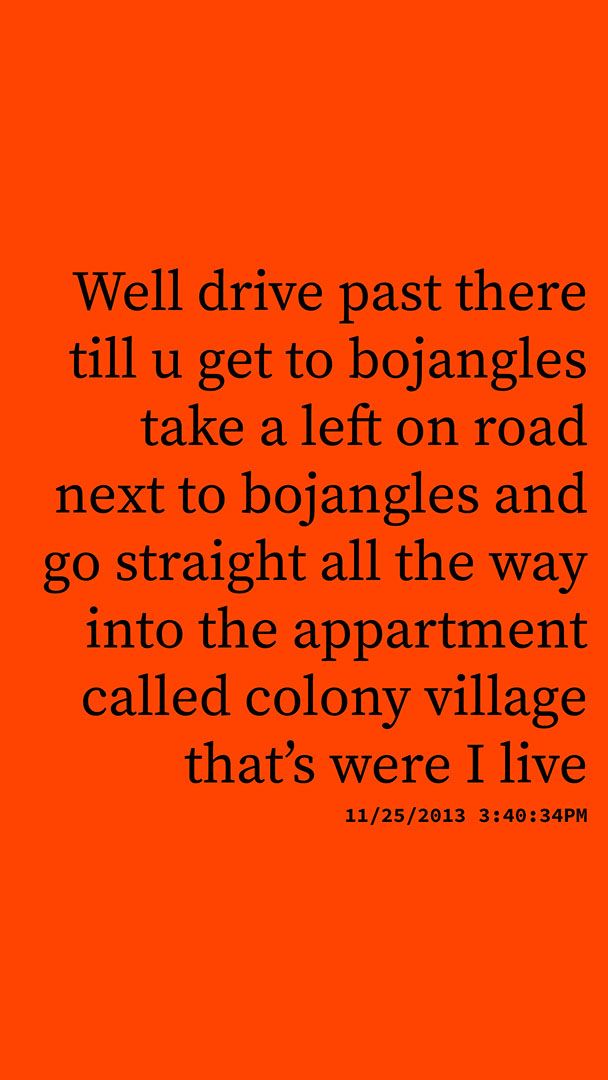 Well drive past there
till u get to bojangles
take a left on road
next to bojangles and
go straight all the way
into the appartment
called colony village
that’s were I live
11/25/2013 3:40:34PM